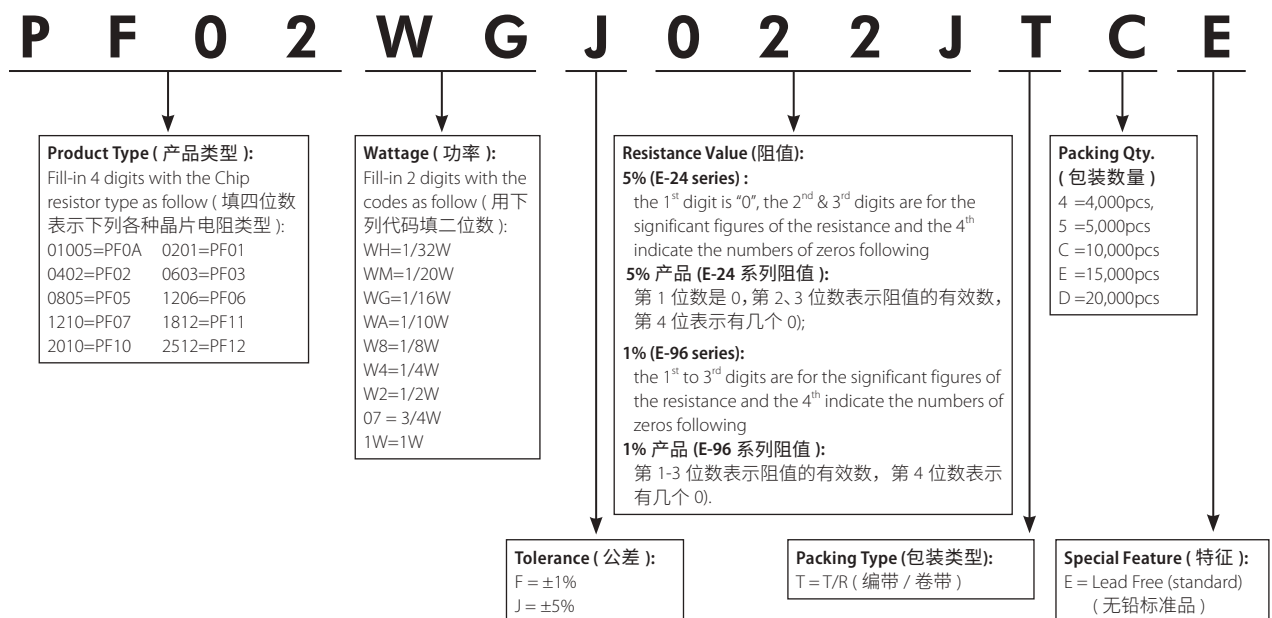 P F 0 2 W G J 0 2 2 J T C E
Product Type ( 产品类型 ):
Fill-in 4 digits with the Chip
resistor type as follow ( 填四位数
表示下列各种晶片电阻类型 ):
01005=PF0A 0201=PF01
0402=PF02 0603=PF03
0805=PF05 1206=PF06
1210=PF07 1812=PF11
2010=PF10 2512=PF12
Wattage ( 功率 ):
Fill-in 2 digits with the
codes as follow ( 用下
列代码填二位数 ):
WH=1/32W
WM=1/20W
WG=1/16W
WA=1/10W
W8=1/8W
W4=1/4W
W2=1/2W
07 = 3/4W
1W=1W
Resistance Value (阻值):
5% (E-24 series) :
the 1st digit is “0”, the 2nd & 3rd digits are for the
significant figures of the resistance and the 4th
indicate the numbers of zeros following
5% 产品 (E-24 系列阻值 ):
第 1 位数是 0，第 2、3 位数表示阻值的有效数，
第 4 位表示有几个 0);
1% (E-96 series):
the 1st to 3rd digits are for the significant figures of
the resistance and the 4th indicate the numbers of
zeros following
1% 产品 (E-96 系列阻值 ):
第 1-3 位数表示阻值的有效数，第 4 位数表示
有几个 0).
Packing Qty.
( 包装数量 )
4 =4,000pcs,
5 =5,000pcs
C =10,000pcs
E =15,000pcs
D =20,000pcs
Tolerance ( 公差 ):
F = ±1%
J = ±5%
Packing Type (包装类型):
T = T/R ( 编带 / 卷带 )
Special Feature ( 特征 ):
E = Lead Free (standard)
( 无铅标准品 )